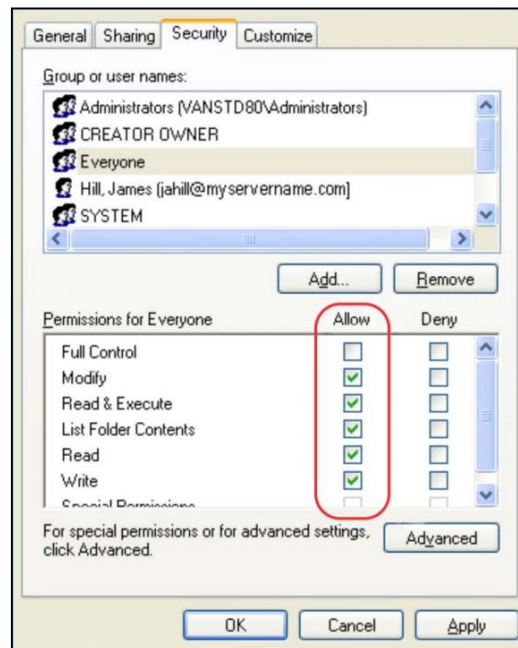 General Sharing Security Customize
Group or user names:
Administrators (VANSTD80\Administrators)
CREATOR OWNER
Everyone
Hill, James [jahill@myservername.com]
SYSTEM
Add... Remove
Permissions for Everyone Allow Deny
Full Control
Modify
Read & Execute
List Folder Contents
Read
Write
Special Permissions
For special permissions or for advanced settings, Advanced
click Advanced.
OK Cancel Apply